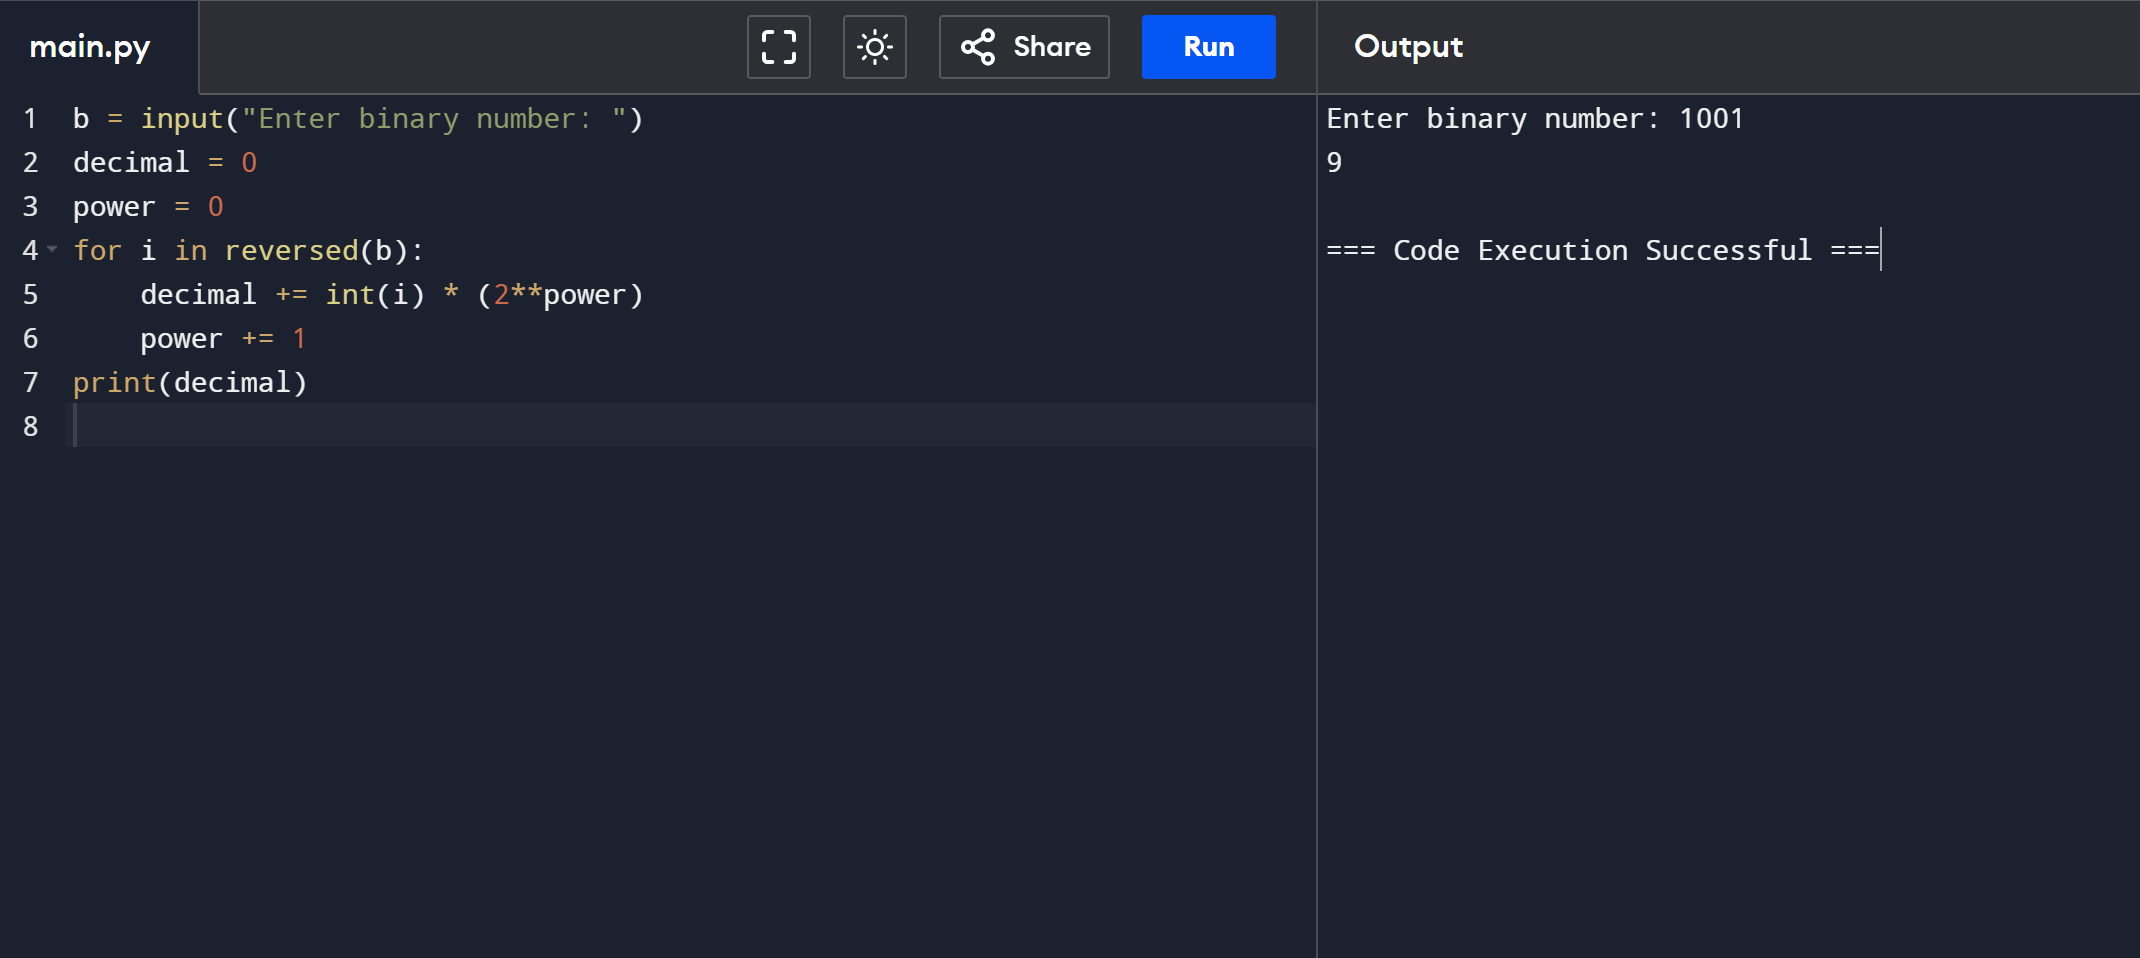 main.py
Share
Run
Output
1 b = input("Enter binary number: ")
2 decimal = 0
3 power = 0
4 for i in reversed(b):
5     decimal += int(i) * (2**power)
6     power += 1
7 print(decimal)
8
Enter binary number: 1001
9
=== Code Execution Successful ===